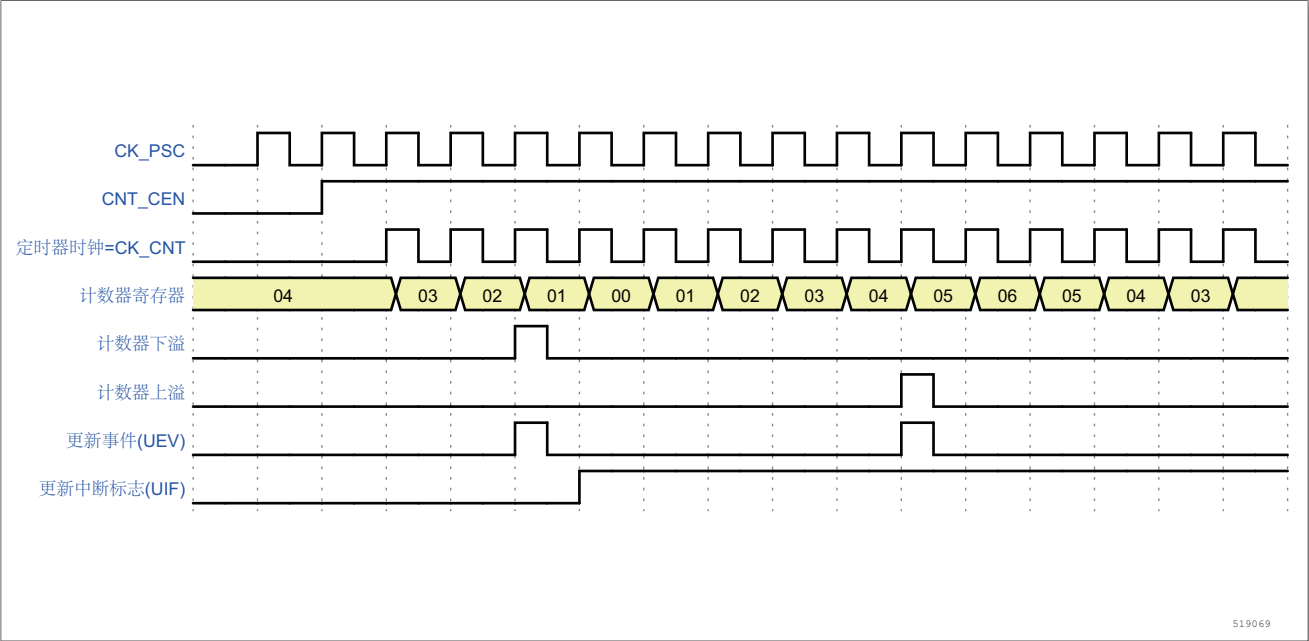 CK_PSC
CNT_CEN
定时器时钟=CK_CNT
计数器寄存器 04 03 02 01 00 01 02 03 04 05 06 05 04 03
计数器下溢
计数器上溢
更新事件(UEV)
更新中断标志(UIF)
519069